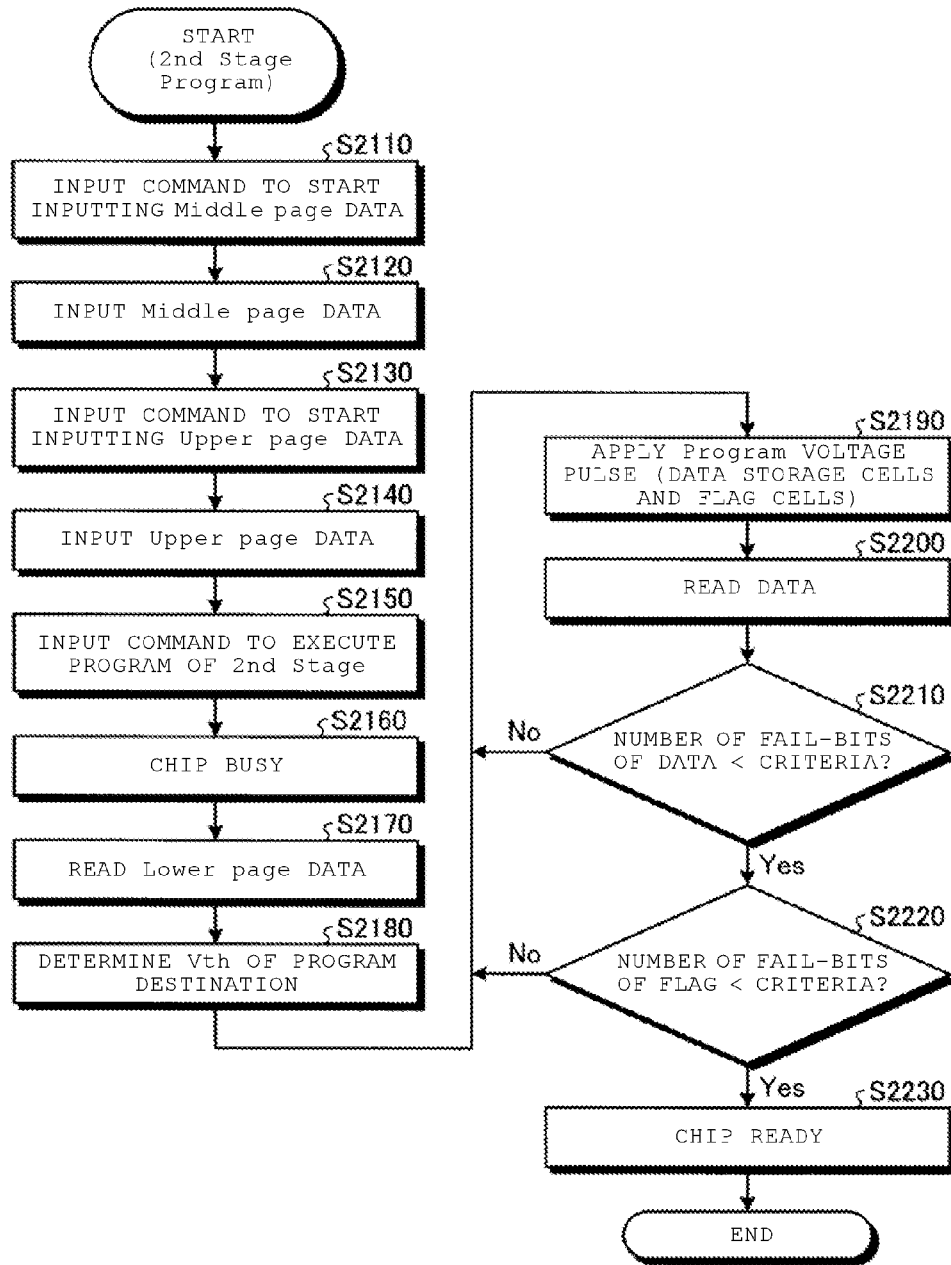 START
(2nd Stage
Program)
S2110
INPUT COMMAND TO START
INPUTTING Middle page DATA
S2120
INPUT Middle page DATA
S2130
INPUT COMMAND TO START
INPUTTING Upper page DATA
S2140
INPUT Upper page DATA
S2150
INPUT COMMAND TO EXECUTE
PROGRAM OF 2nd Stage
S2160
CHIP BUSY
S2170
READ Lower page DATA
S2180
DETERMINE Vth OF PROGRAM
DESTINATION
S2190
APPLY Program VOLTAGE
PULSE (DATA STORAGE CELLS
AND FLAG CELLS)
S2200
READ DATA
S2210
No
NUMBER OF FAIL-BITS
OF DATA < CRITERIA?
Yes
S2220
No
NUMBER OF FAIL-BITS
OF FLAG < CRITERIA?
Yes
S2230
CHIP READY
END